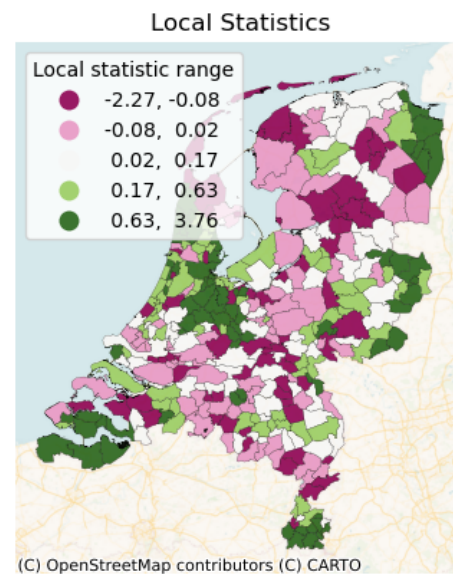 Local Statistics
Local statistic range
-2.27, -0.08
-0.08, 0.02
0.02, 0.17
0.17, 0.63
0.63, 3.76
(C) OpenStreetMap contributors (C) CARTO